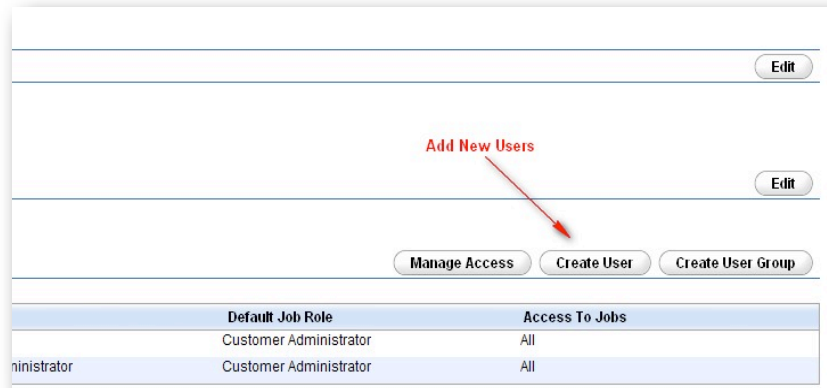 Edit
Add New Users
Edit
Manage Access Create User Create User Group
Default Job Role Access To Jobs
Customer Administrator All
ninistrator Customer Administrator All